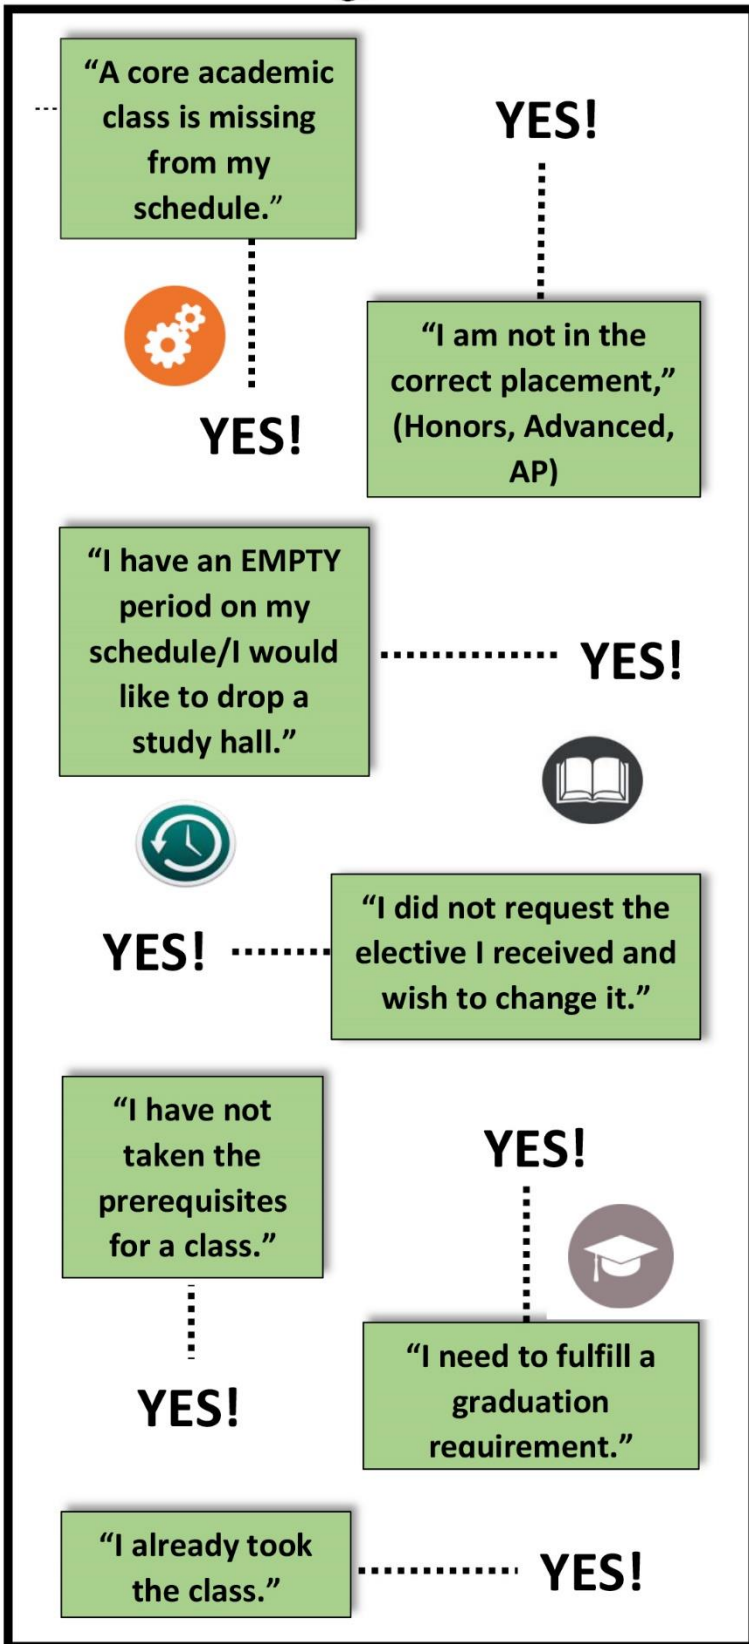 “A core academic
class is missing
from my
schedule.”
YES!
YES!
“I am not in the
correct placement,”
(Honors, Advanced,
AP)
“I have an EMPTY
period on my
schedule/I would
like to drop a
study hall.”
YES!
YES!
“I did not request the
elective I received and
wish to change it.”
“I have not
taken the
prerequisites
for a class.”
YES!
YES!
“I need to fulfill a
graduation
requirement.”
“I already took
the class.”
YES!